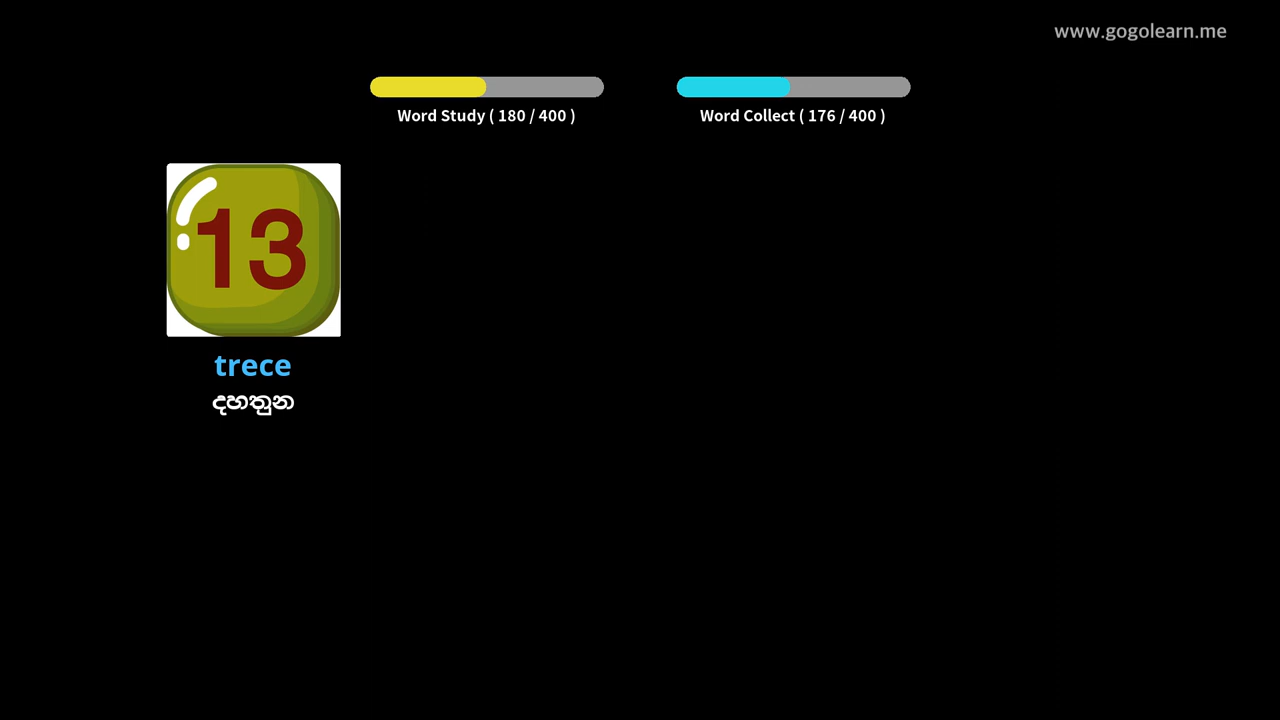 www.gogolearn.me
Word Study ( 180 / 400 )
Word Collect ( 176 / 400 )
13
trece
දහතුන